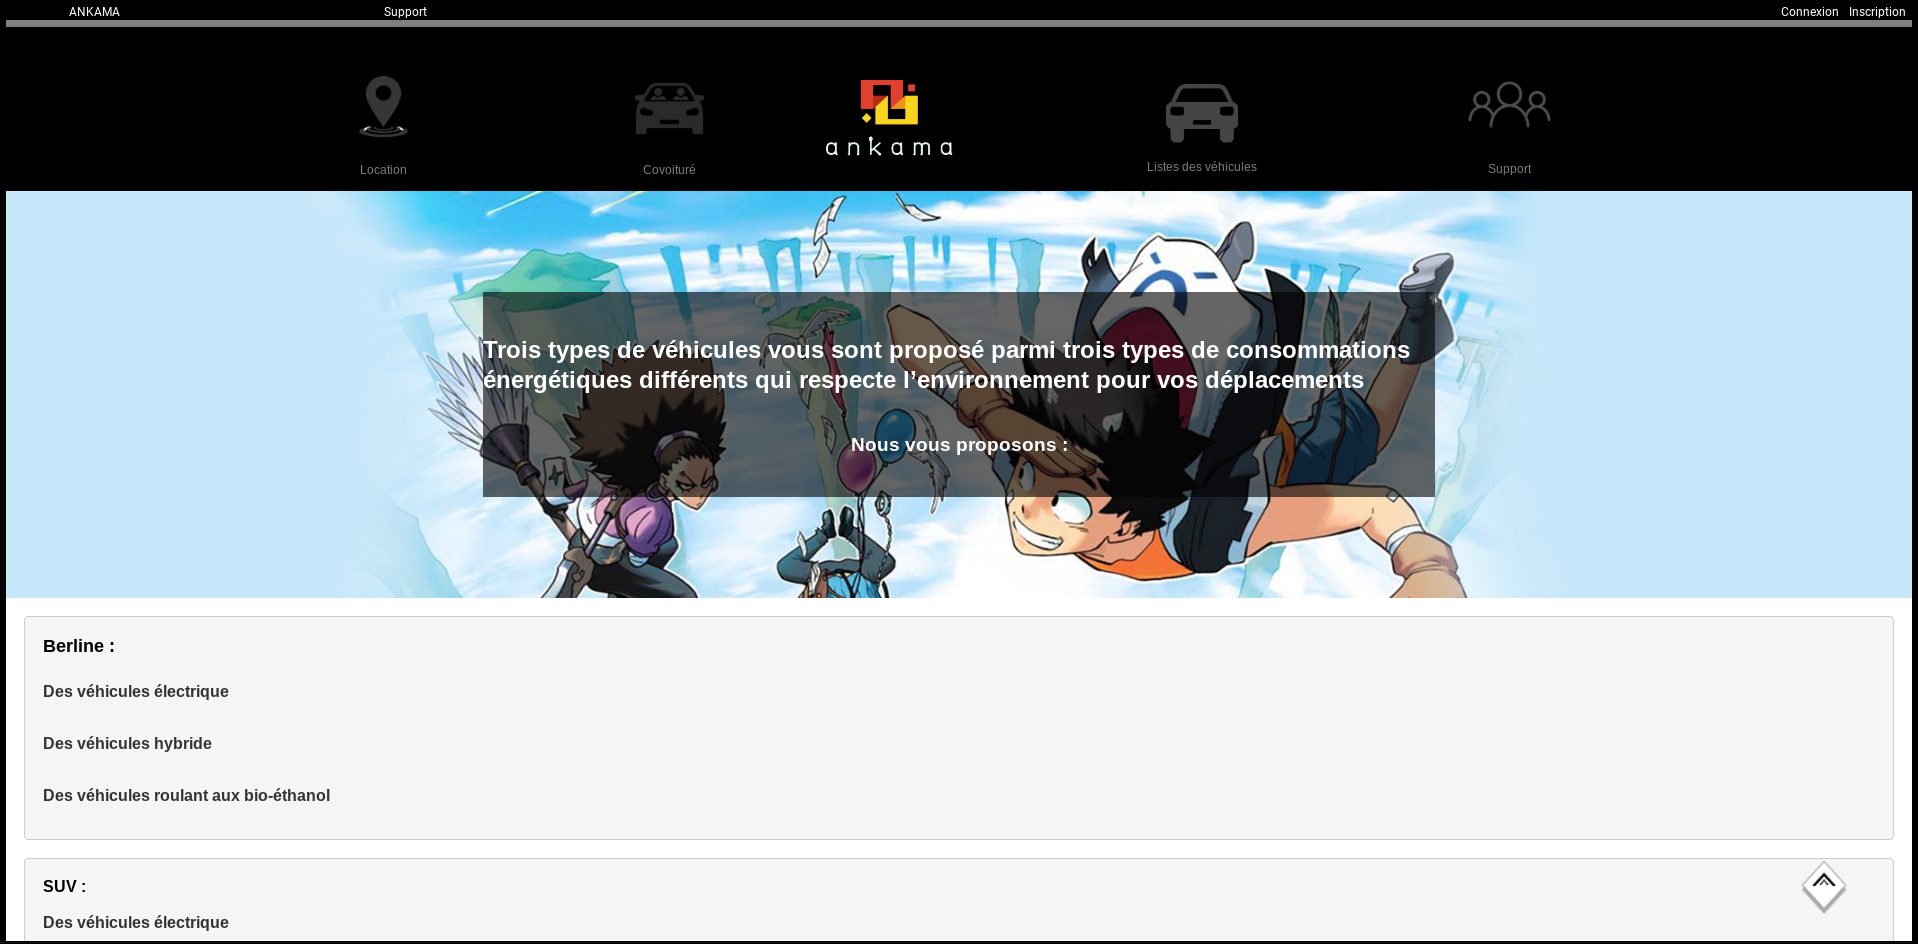 ANKAMA Support Connexion Inscription
ankama
Location Covoituré Listes des véhicules Support
Trois types de véhicules vous sont proposé parmi trois types de consommations
énergétiques différents qui respecte l’environnement pour vos déplacements
Nous vous proposons :
Berline :
Des véhicules électrique
Des véhicules hybride
Des véhicules roulant aux bio-éthanol
SUV :
Des véhicules électrique